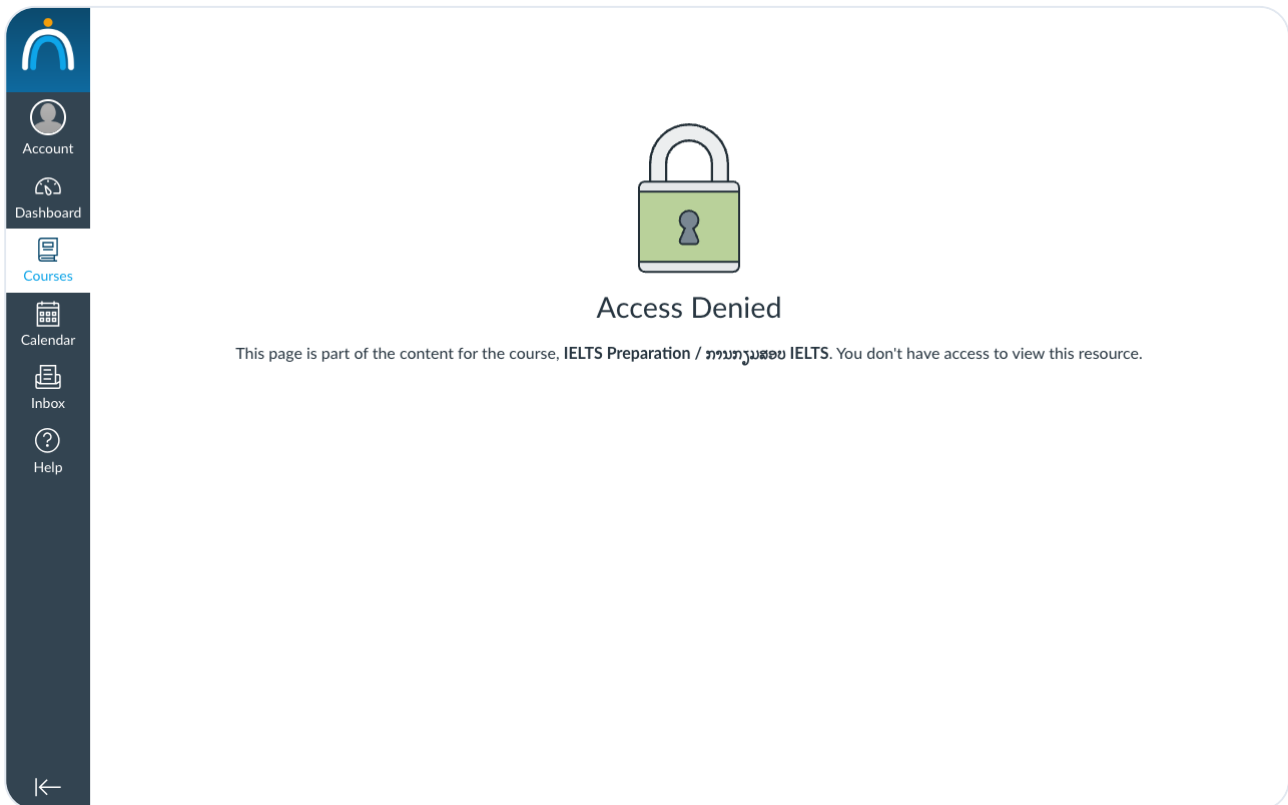 Account
Dashboard
Courses
Calendar
Inbox
Help
Access Denied
This page is part of the content for the course, IELTS Preparation / ການກຽມສອບ IELTS. You don't have access to view this resource.